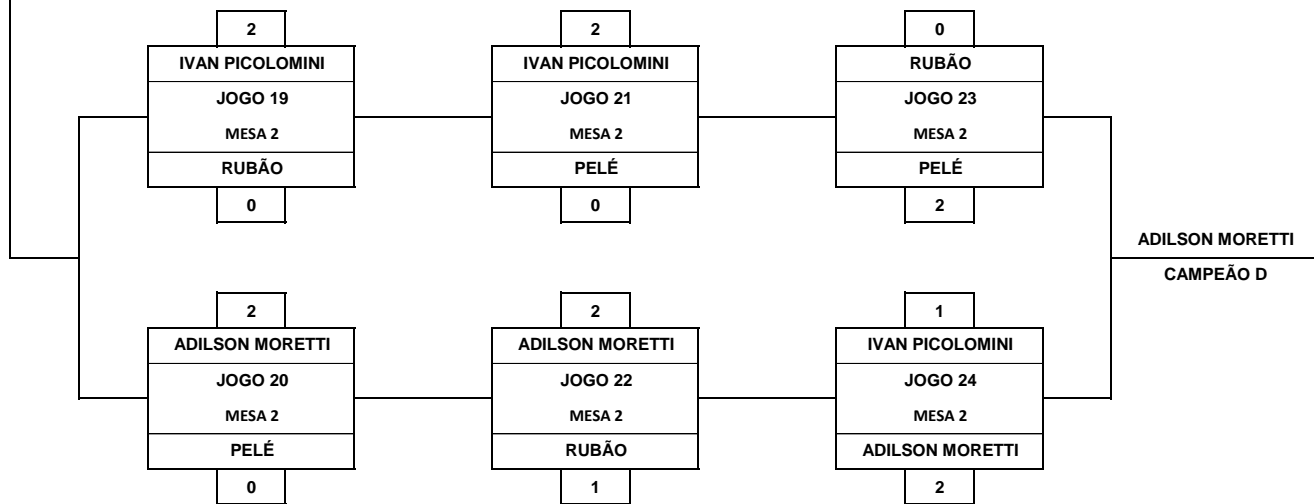 2
IVAN PICOLOMINI
JOGO 19
MESA 2
RUBÃO
0
2
IVAN PICOLOMINI
JOGO 21
MESA 2
PELÉ
0
0
RUBÃO
JOGO 23
MESA 2
PELÉ
2
2
ADILSON MORETTI
JOGO 20
MESA 2
PELÉ
0
2
ADILSON MORETTI
JOGO 22
MESA 2
RUBÃO
1
1
IVAN PICOLOMINI
JOGO 24
MESA 2
ADILSON MORETTI
2
ADILSON MORETTI
CAMPEÃO D